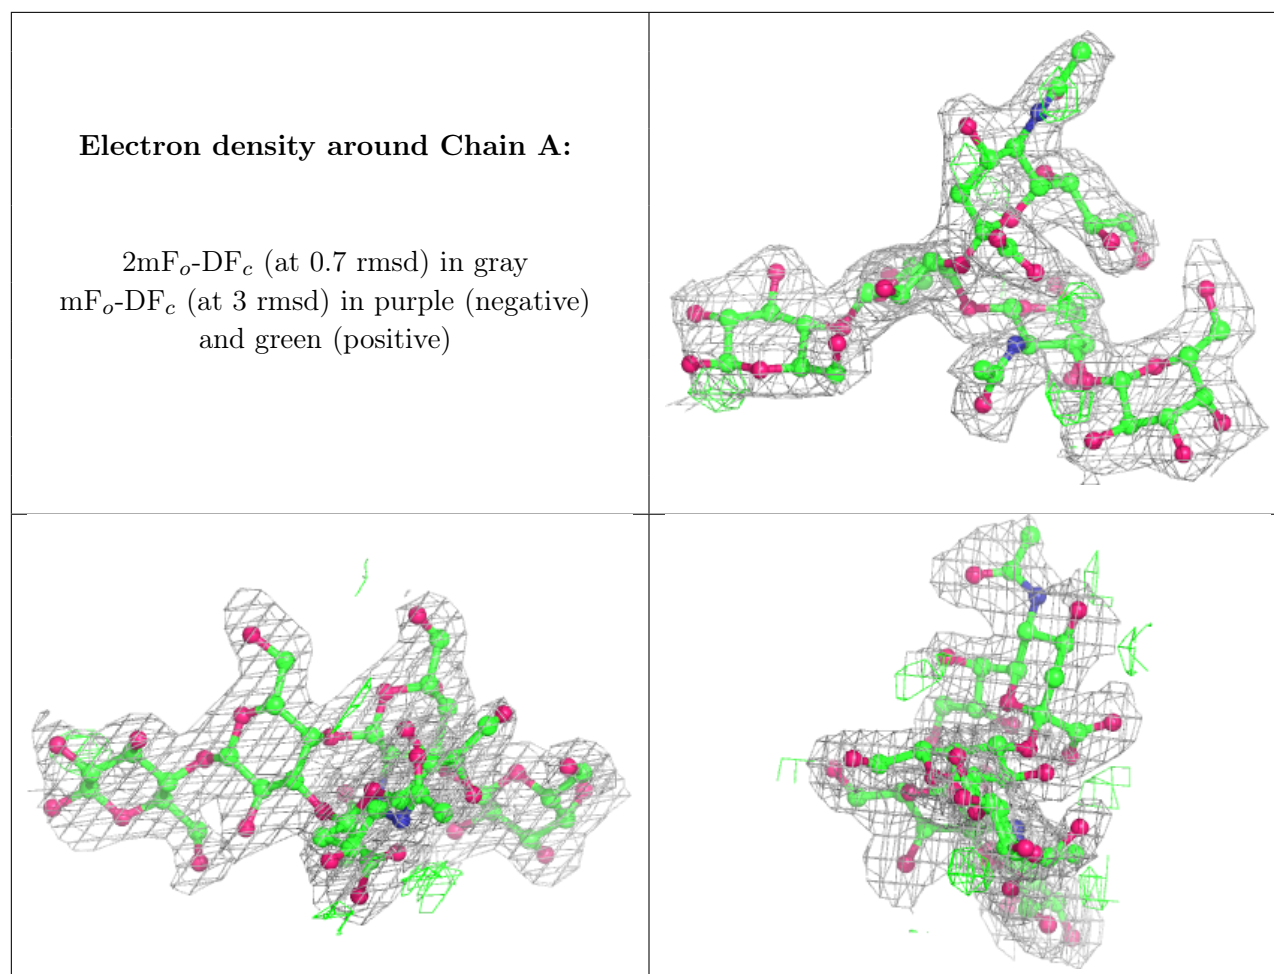 Electron density around Chain A:
2mFo-DFc (at 0.7 rmsd) in gray
mFo-DFc (at 3 rmsd) in purple (negative)
and green (positive)